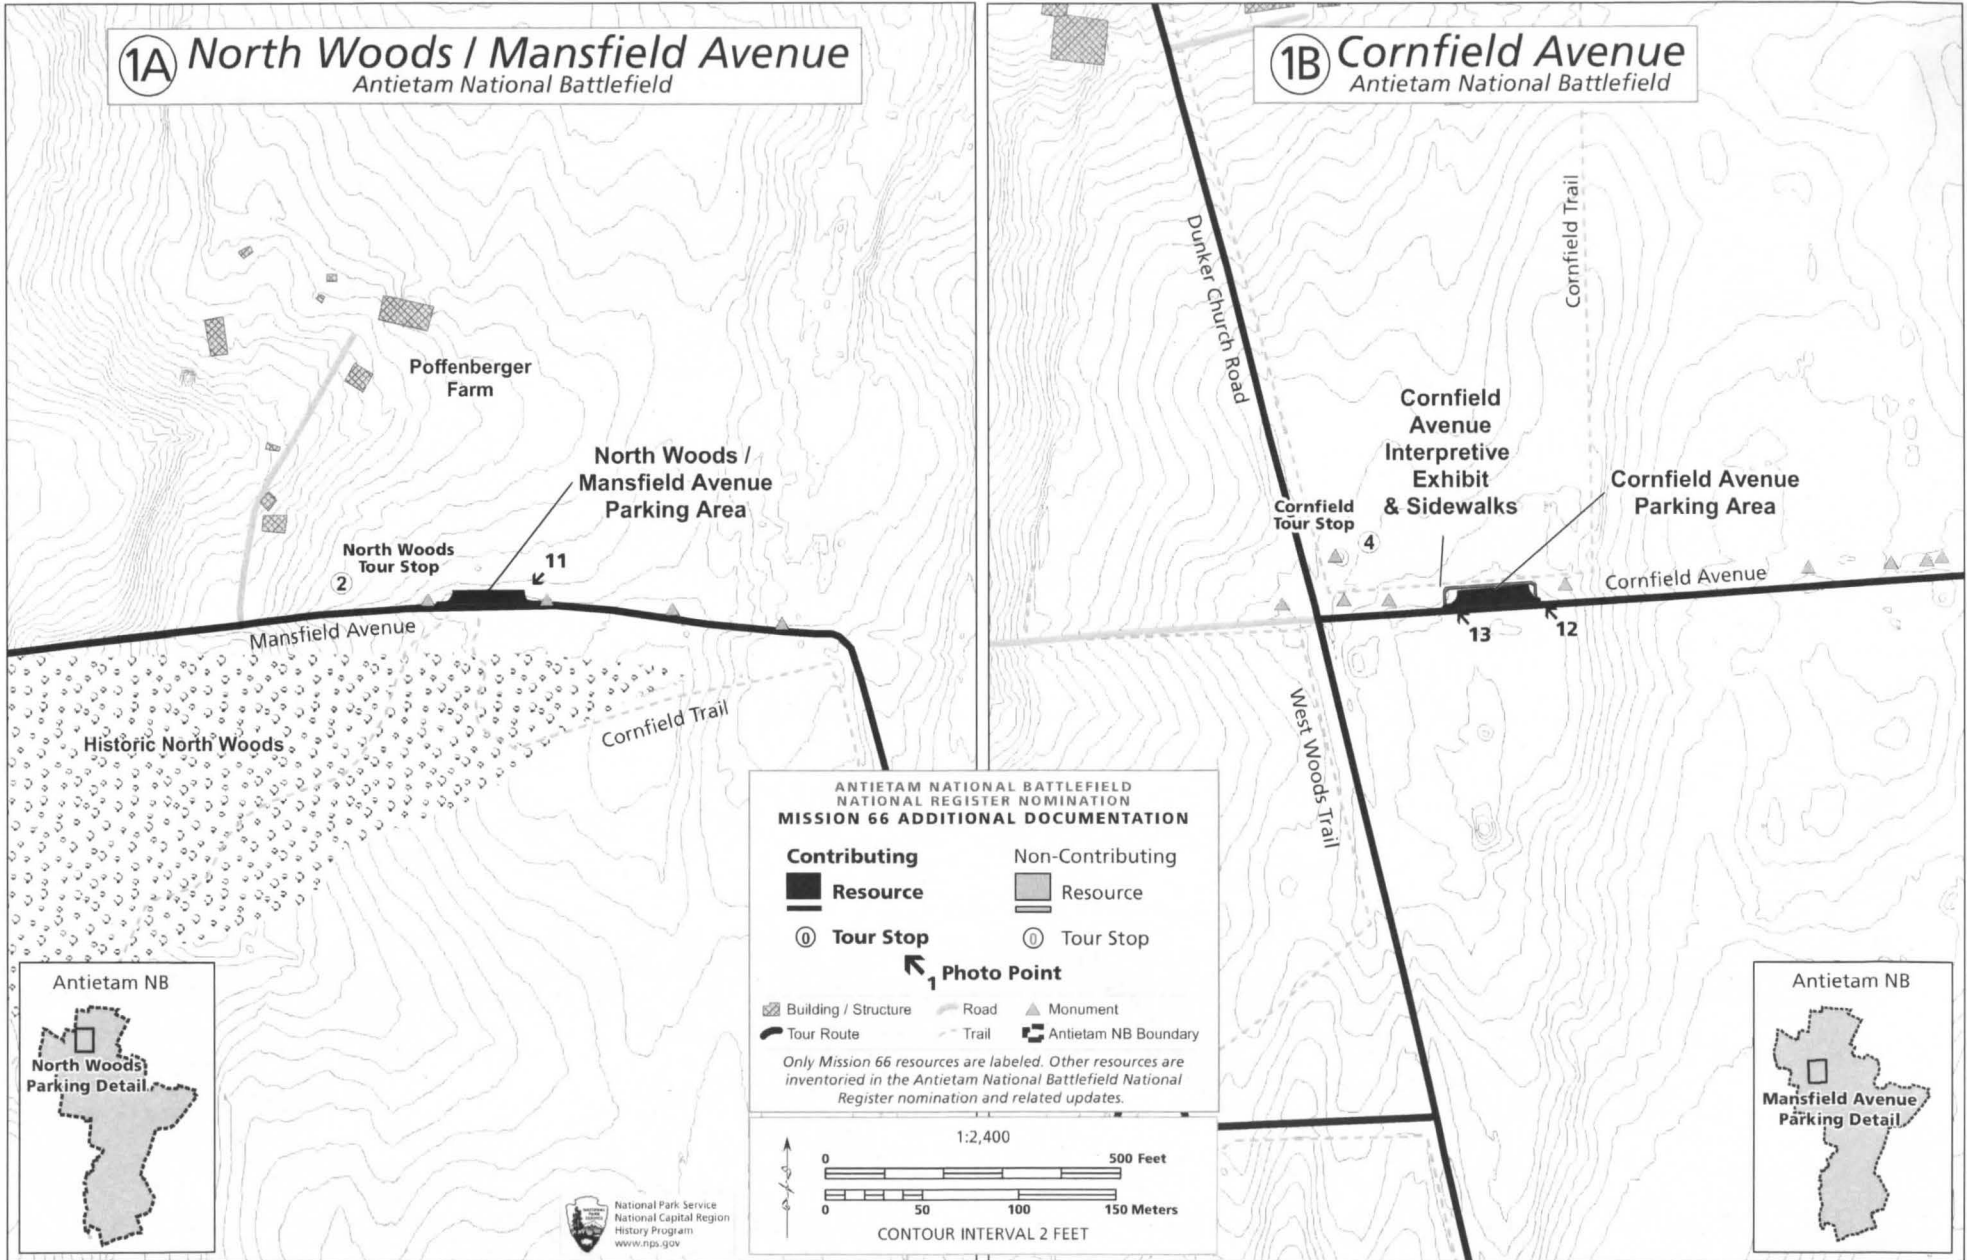 1A North Woods / Mansfield Avenue
Antietam National Battlefield
Poffenberger
Farm
North Woods /
Mansfield Avenue
Parking Area
North Woods
Tour Stop
2
11
Mansfield Avenue
Historic North Woods
Cornfield Trail
Antietam NB
North Woods
Parking Detail
1B Cornfield Avenue
Antietam National Battlefield
Dunker Church Road
Cornfield Trail
Cornfield
Avenue
Interpretive
Exhibit
& Sidewalks
Cornfield Avenue
Parking Area
Cornfield
Tour Stop
4
Cornfield Avenue
13
12
West Woods Trail
ANTIETAM NATIONAL BATTLEFIELD
NATIONAL REGISTER NOMINATION
MISSION 66 ADDITIONAL DOCUMENTATION
Contributing
Non-Contributing
Resource
Resource
0 Tour Stop
0 Tour Stop
1 Photo Point
Building / Structure
Road
Monument
Tour Route
Trail
Antietam NB Boundary
Only Mission 66 resources are labeled. Other resources are
inventoried in the Antietam National Battlefield National
Register nomination and related updates.
1:2,400
0 500 Feet
0 50 100 150 Meters
CONTOUR INTERVAL 2 FEET
National Park Service
National Capital Region
History Program
www.nps.gov
Antietam NB
Mansfield Avenue
Parking Detail